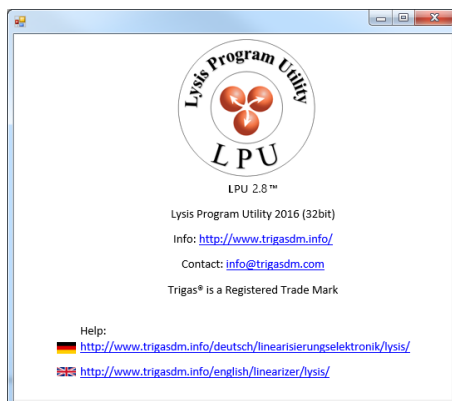 Lysis Program Utility
LPU
LPU 2.8™
Lysis Program Utility 2016 (32bit)
Info: http://www.trigasdm.info/
Contact: info@trigasdm.com
Trigas® is a Registered Trade Mark
Help:
http://www.trigasdm.info/deutsch/linearisierungselektronik/lysis/
http://www.trigasdm.info/english/linearizer/lysis/